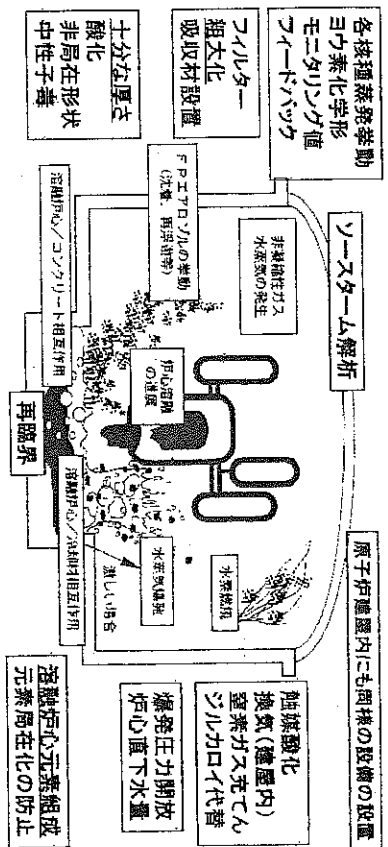 ソースターム解析
原子炉建屋内にも同様の設備の設置
各核種蒸発挙動
ヨウ素化学形
モニタリング値
フィードバック
フィルター
粗大化
吸収材設置
十分な厚さ
酸化
非局在形状
中性子毒
非凝縮性ガス
水蒸気の発生
FPエアロゾルの挙動
(沈着、再浮遊等)
炉心溶融
の進展
水素燃焼
水蒸気爆発
激しい場合
溶融炉心/コンクリート相互作用
溶融炉心/冷却材相互作用
再臨界
触媒酸化
換気(建屋内)
窒素ガス充てん
ジルカロイ代替
爆発圧力開放
炉心直下水量
溶融炉心元素組成
元素局在化の防止